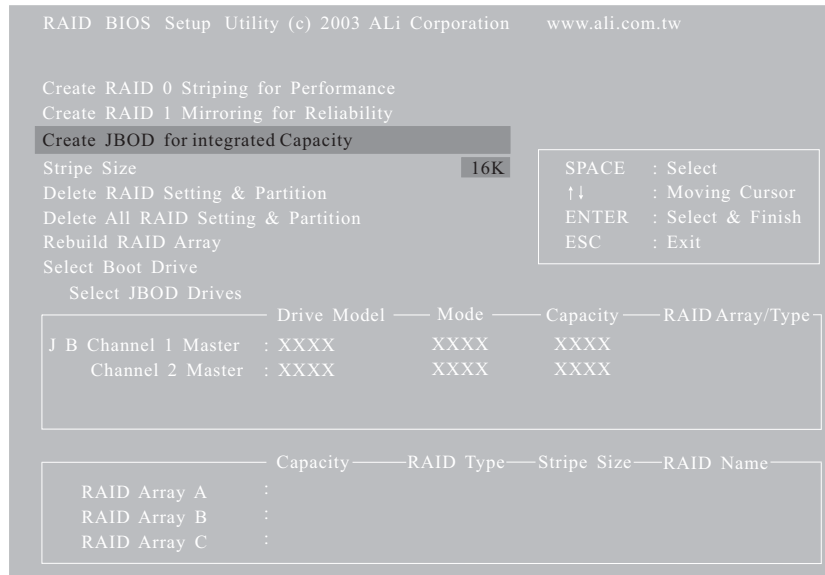 RAID BIOS Setup Utility (c) 2003 ALi Corporation www.ali.com.tw
Create RAID 0 Striping for Performance
Create RAID 1 Mirroring for Reliability
Create JBOD for integrated Capacity
Stripe Size 16K
Delete RAID Setting & Partition
Delete All RAID Setting & Partition
Rebuild RAID Array
Select Boot Drive
Select JBOD Drives
SPACE : Select
↑↓ : Moving Cursor
ENTER : Select & Finish
ESC : Exit
Drive Model Mode Capacity RAID Array/Type
J B Channel 1 Master : XXXX XXXX XXXX
Channel 2 Master : XXXX XXXX XXXX
Capacity RAID Type Stripe Size RAID Name
RAID Array A :
RAID Array B :
RAID Array C :